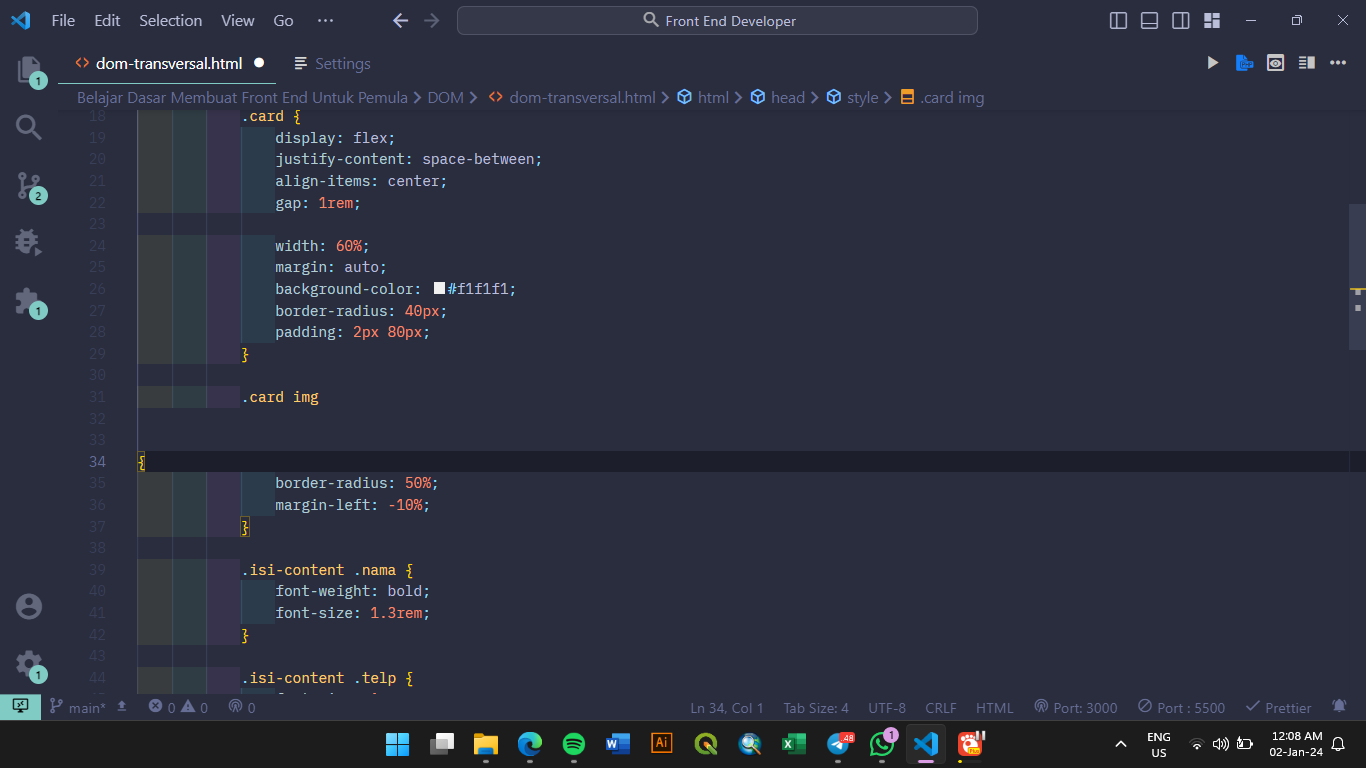 File Edit Selection View Go ··· Front End Developer
1 dom-transversal.html Settings
Belajar Dasar Membuat Front End Untuk Pemula > DOM > dom-transversal.html > html > head > style > .card img
18 .card {
19 display: flex;
20 justify-content: space-between;
21 align-items: center;
22 gap: 1rem;
23
24 width: 60%;
25 margin: auto;
26 background-color: #f1f1f1;
27 border-radius: 40px;
28 padding: 2px 80px;
29 }
30
31 .card img
32
33
34 {
35 border-radius: 50%;
36 margin-left: -10%;
37 }
38
39 .isi-content .nama {
40 font-weight: bold;
41 font-size: 1.3rem;
42 }
43
44 .isi-content .telp {
2
1
1
main* 0 0 0 Ln 34, Col 1 Tab Size: 4 UTF-8 CRLF HTML Port: 3000 Port : 5500 Prettier
48 1 ENG US 12:08 AM
02-Jan-24